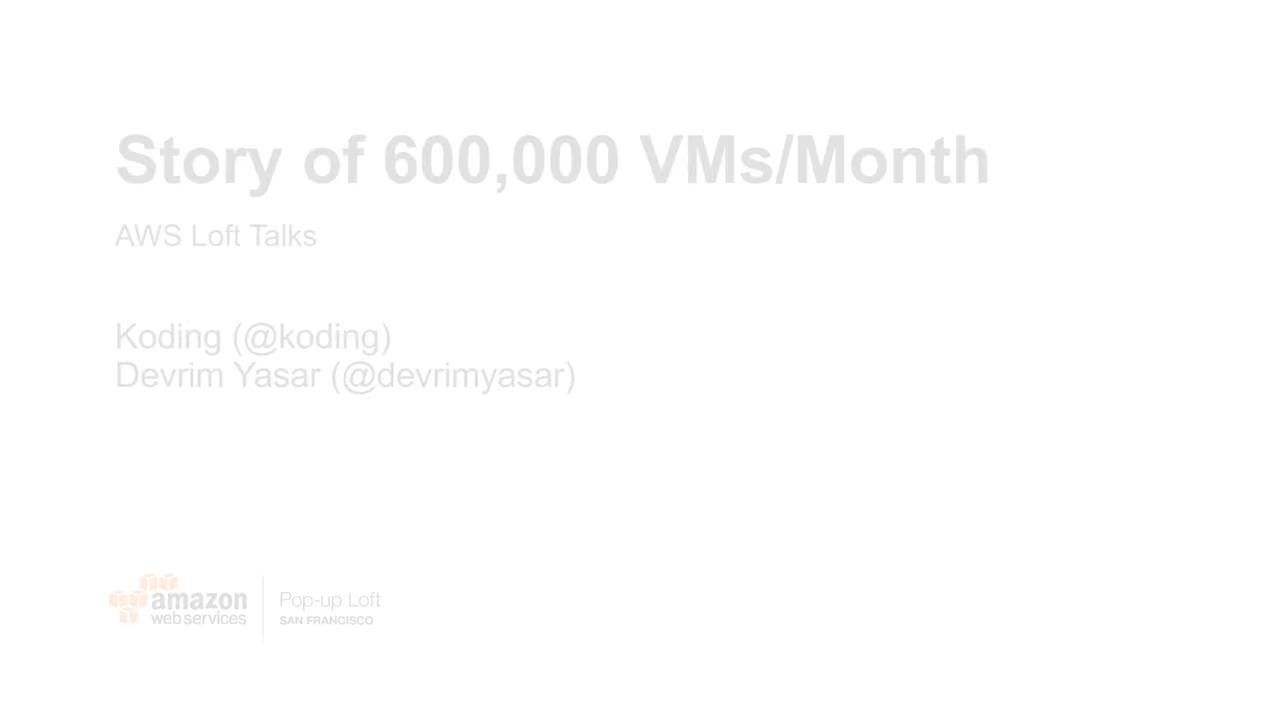 Story of 600,000 VMs/Month
AWS Loft Talks
Koding (@koding)
Devrim Yasar (@devrimyasar)
amazon
web services
Pop-up Loft
SAN FRANCISCO